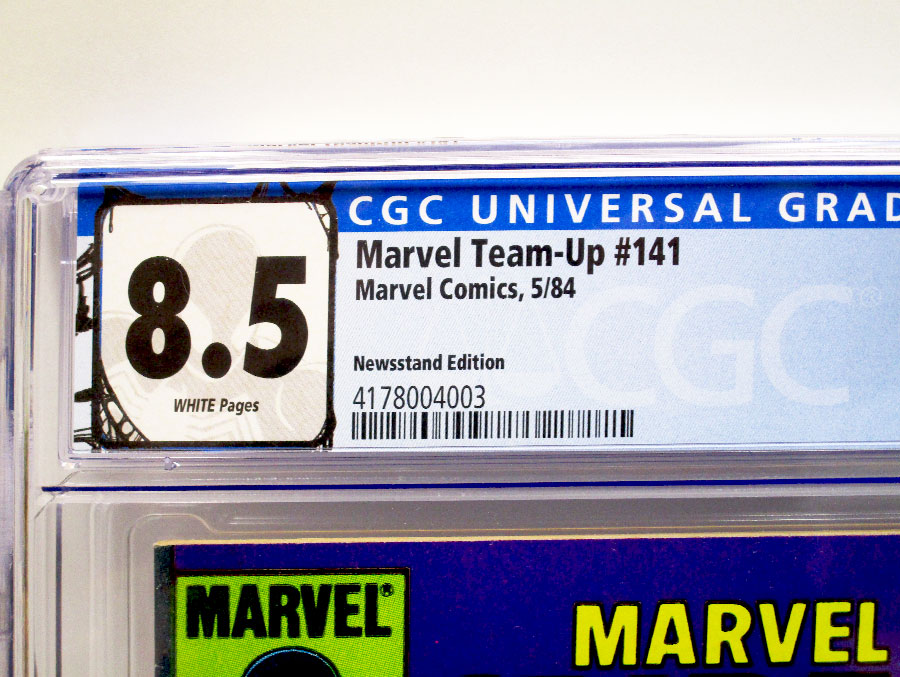 CGC UNIVERSAL GRAD
8.5
WHITE Pages
Marvel Team-Up #141
Marvel Comics, 5/84
Newsstand Edition
4178004003
CGC®
MARVEL®
MARVEL